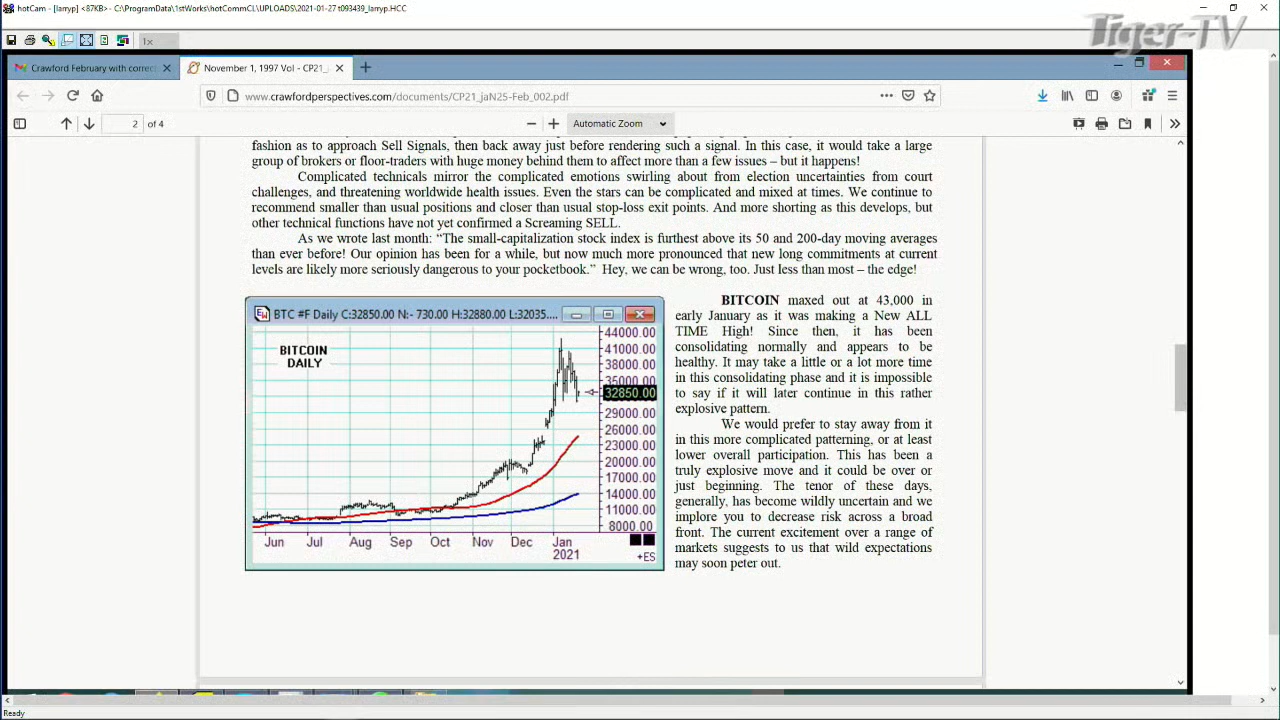 hotCam - [larryp] <87KB> - C:\ProgramData\1stWorks\hotCommCL\UPLOADS\2021-01-27 t093439_larryp.HCC
Tiger-TV
1x
Crawford February with correc
November 1, 1997 Vol - CP21_j
www.crawfordperspectives.com/documents/CP21_jaN25-Feb_002.pdf
2 of 4
Automatic Zoom
fashion as to approach Sell Signals, then back away just before rendering such a signal. In this case, it would take a large
group of brokers or floor-traders with huge money behind them to affect more than a few issues – but it happens!
Complicated technicals mirror the complicated emotions swirling about from election uncertainties from court
challenges, and threatening worldwide health issues. Even the stars can be complicated and mixed at times. We continue to
recommend smaller than usual positions and closer than usual stop-loss exit points. And more shorting as this develops, but
other technical functions have not yet confirmed a Screaming SELL.
As we wrote last month: “The small-capitalization stock index is furthest above its 50 and 200-day moving averages
than ever before! Our opinion has been for a while, but now much more pronounced that new long commitments at current
levels are likely more seriously dangerous to your pocketbook.” Hey, we can be wrong, too. Just less than most – the edge!
BTC #F Daily C:32850.00 N:- 730.00 H:32880.00 L:32035....
BITCOIN
DAILY
44000.00
41000.00
38000.00
35000.00
32850.00
29000.00
26000.00
23000.00
20000.00
17000.00
14000.00
11000.00
8000.00
Jun Jul Aug Sep Oct Nov Dec Jan
2021
+ES
BITCOIN maxed out at 43,000 in
early January as it was making a New ALL
TIME High! Since then, it has been
consolidating normally and appears to be
healthy. It may take a little or a lot more time
in this consolidating phase and it is impossible
to say if it will later continue in this rather
explosive pattern.
We would prefer to stay away from it
in this more complicated patterning, or at least
lower overall participation. This has been a
truly explosive move and it could be over or
just beginning. The tenor of these days,
generally, has become wildly uncertain and we
implore you to decrease risk across a broad
front. The current excitement over a range of
markets suggests to us that wild expectations
may soon peter out.
Ready